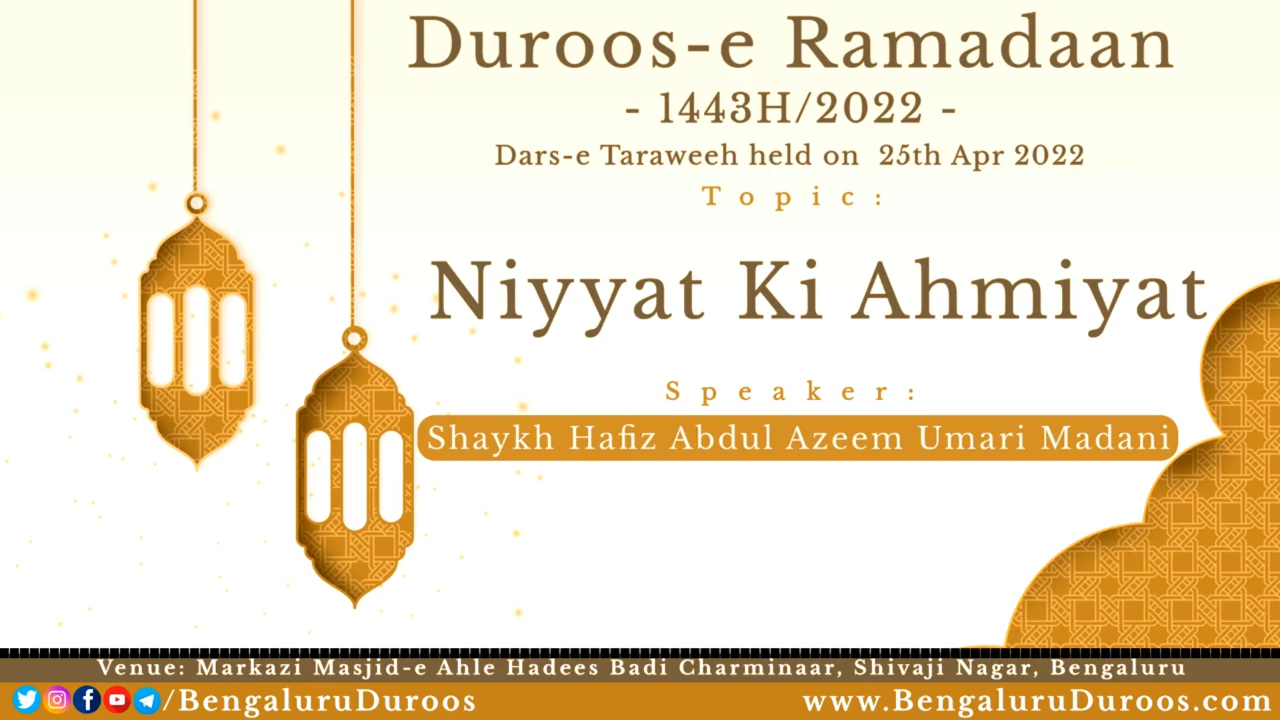 Duroos-e Ramadaan
- 1443H/2022 -
Dars-e Taraweeh held on 25th Apr 2022
Topic:
Niyyat Ki Ahmiyat
Speaker:
Shaykh Hafiz Abdul Azeem Umari Madani
Venue: Markazi Masjid-e Ahle Hadees Badi Charminaar, Shivaji Nagar, Bengaluru
/BengaluruDuroos
www.BengaluruDuroos.com